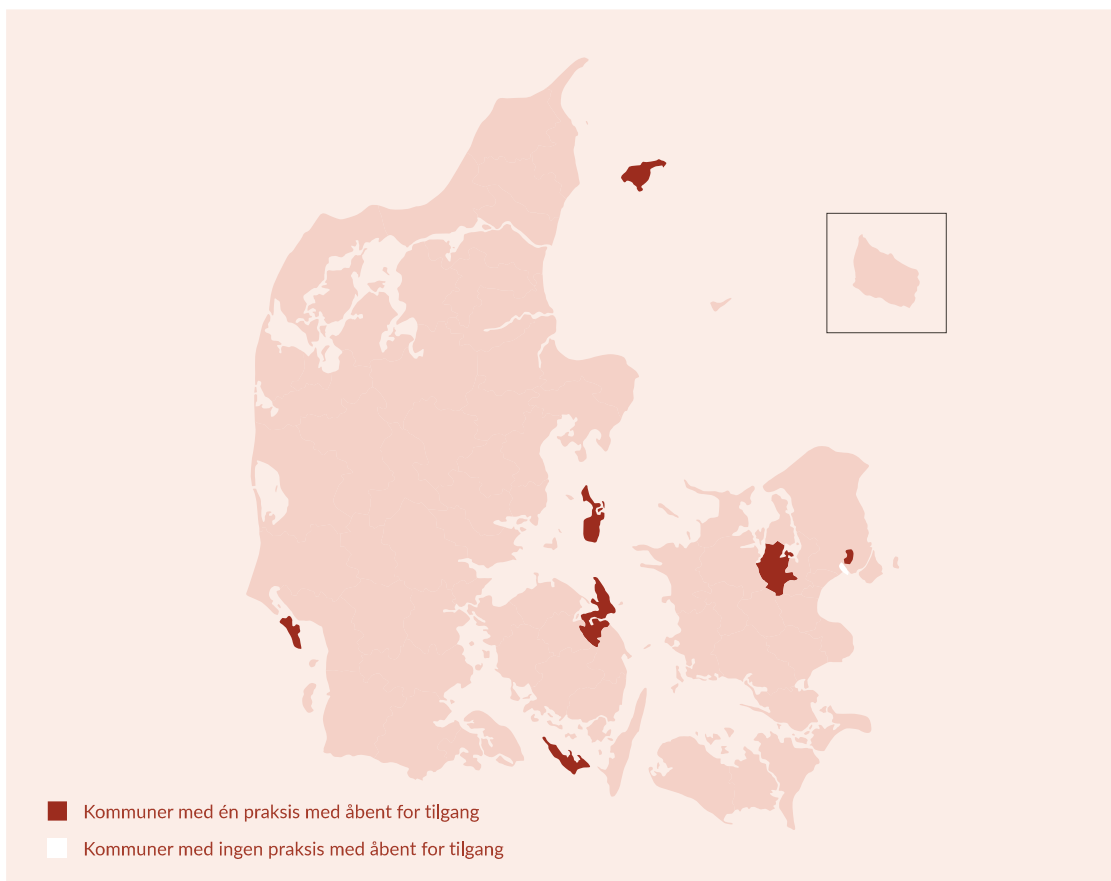 Kommuner med én praksis med åbent for tilgang
Kommuner med ingen praksis med åbent for tilgang